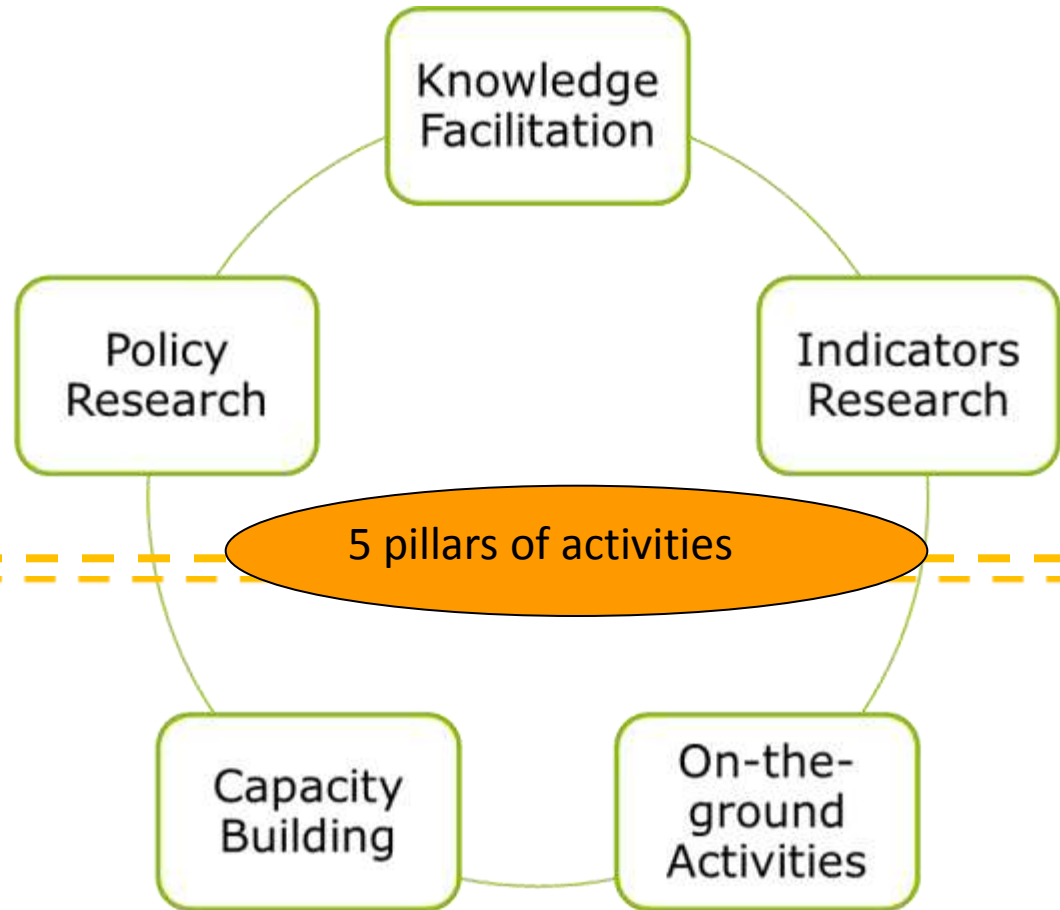 Knowledge
Facilitation
Policy
Research
Indicators
Research
5 pillars of activities
Capacity
Building
On-the-
ground
Activities